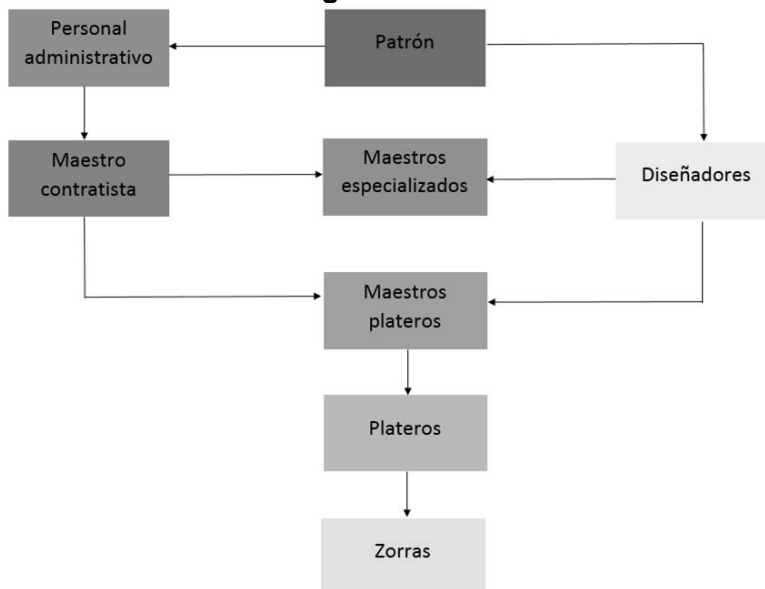 Personal
administrativo
Patrón
Maestro
contratista
Maestros
especializados
Diseñadores
Maestros
plateros
Plateros
Zorras